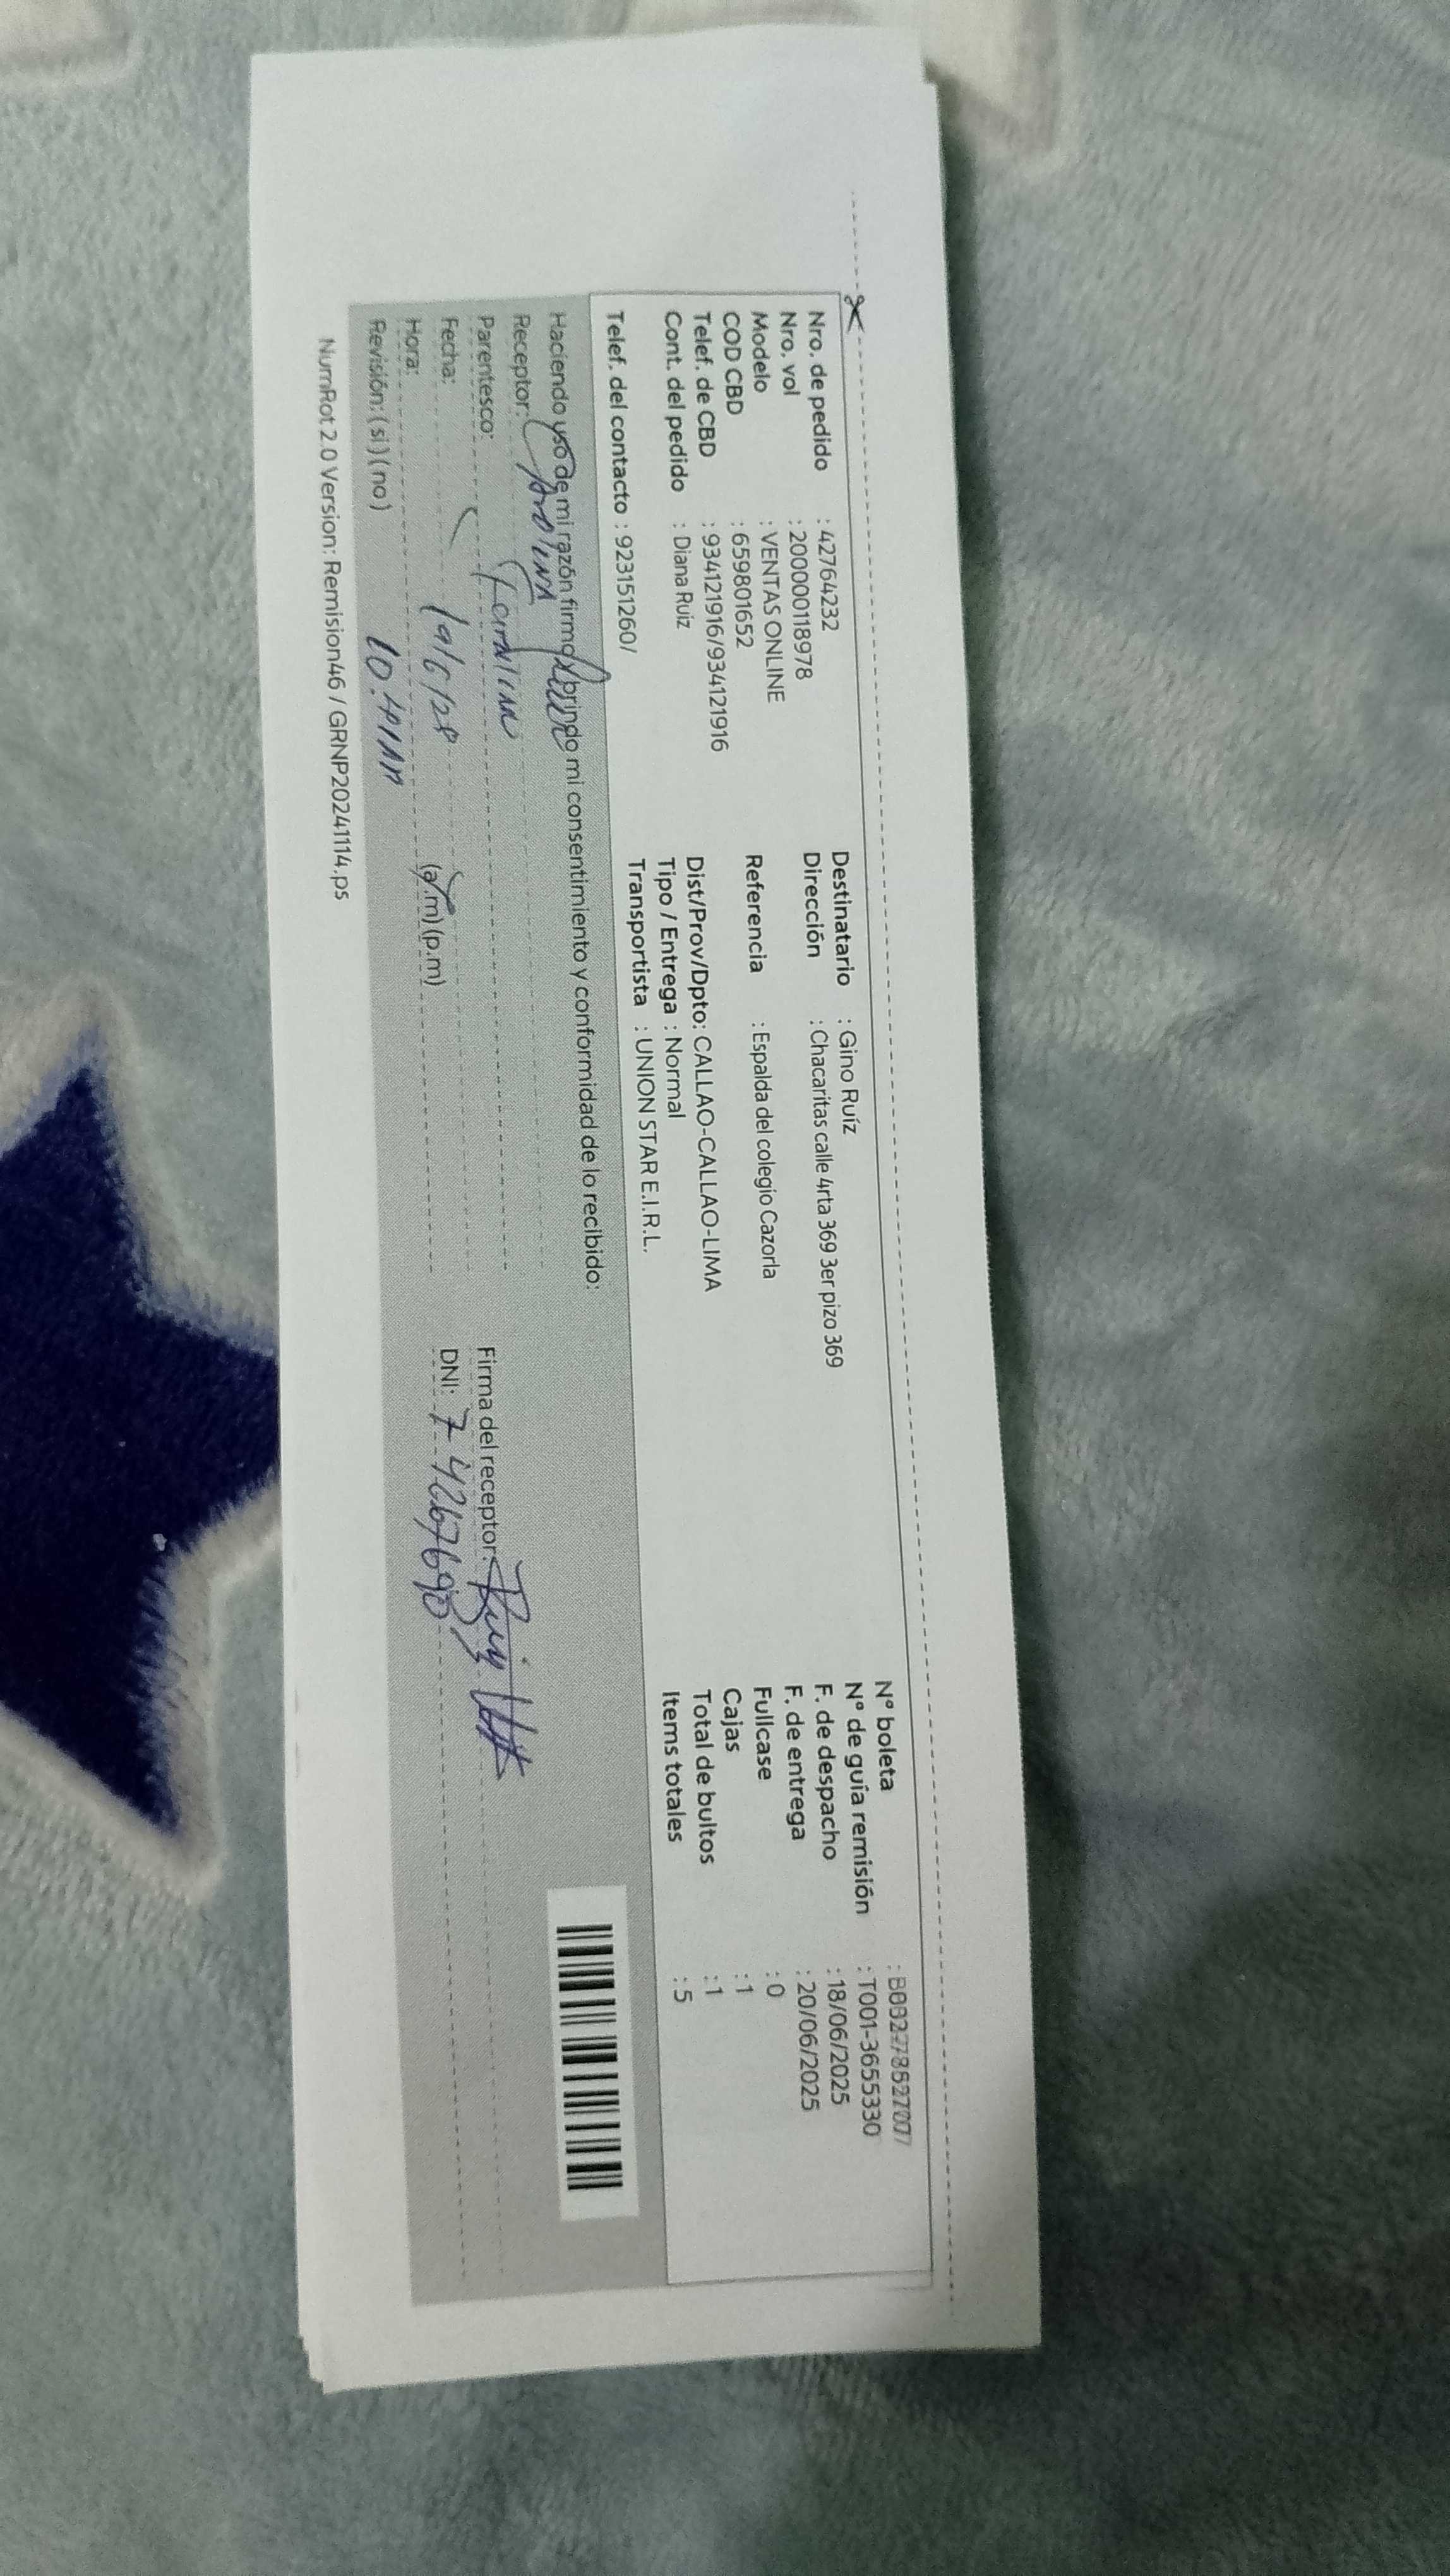 Nro. de pedido : 42764232
Nro. vol : 200000118978
Modelo : VENTAS ONLINE
COD CBD : 659801652
Telef. de CBD : 934121916/934121916
Cont. del pedido : Diana Ruiz
Telef. del contacto : 923151260/
Destinatario : Gino Ruíz
Dirección : Chacaritas calle 4rta 369 3er pizo 369
Referencia : Espalda del colegio Cazorla
Dist/Prov/Dpto: CALLAO-CALLAO-LIMA
Tipo / Entrega : Normal
Transportista : UNION STAR E.I.R.L.
Nº boleta :
Nº de guía remisión : T001-3655330
F. de despacho : 18/06/2025
F. de entrega : 20/06/2025
Fullcase : 0
Cajas : 1
Total de bultos : 1
Items totales : 5
Haciendo uso de mi razón firmo brindo mi consentimiento y conformidad de lo recibido:
Receptor:
Parentesco:
Fecha:
Hora: (a.m)(p.m)
Revisión: (si) (no)
Firma del receptor:
DNI:
NumRot 2.0 Version: Remision46 / GRNP20241114.ps